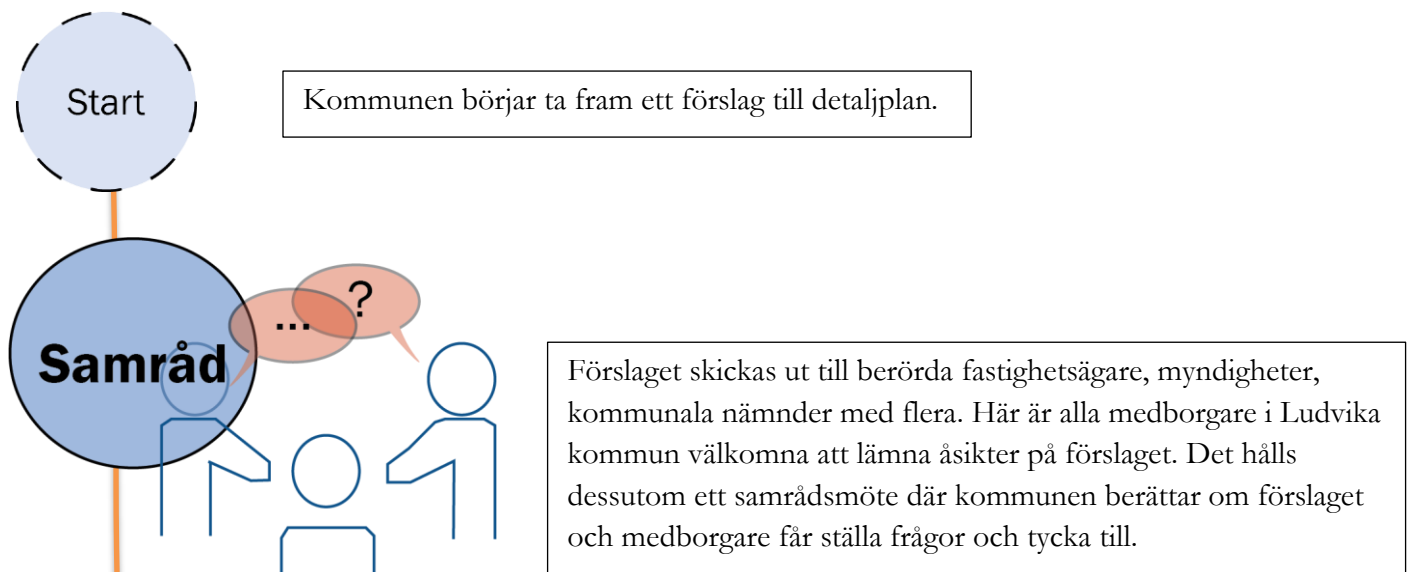 Start
Kommunen börjar ta fram ett förslag till detaljplan.
... ?
Samråd
Förslaget skickas ut till berörda fastighetsägare, myndigheter,
kommunala nämnder med flera. Här är alla medborgare i Ludvika
kommun välkomna att lämna åsikter på förslaget. Det hålls
dessutom ett samrådsmöte där kommunen berättar om förslaget
och medborgare får ställa frågor och tycka till.